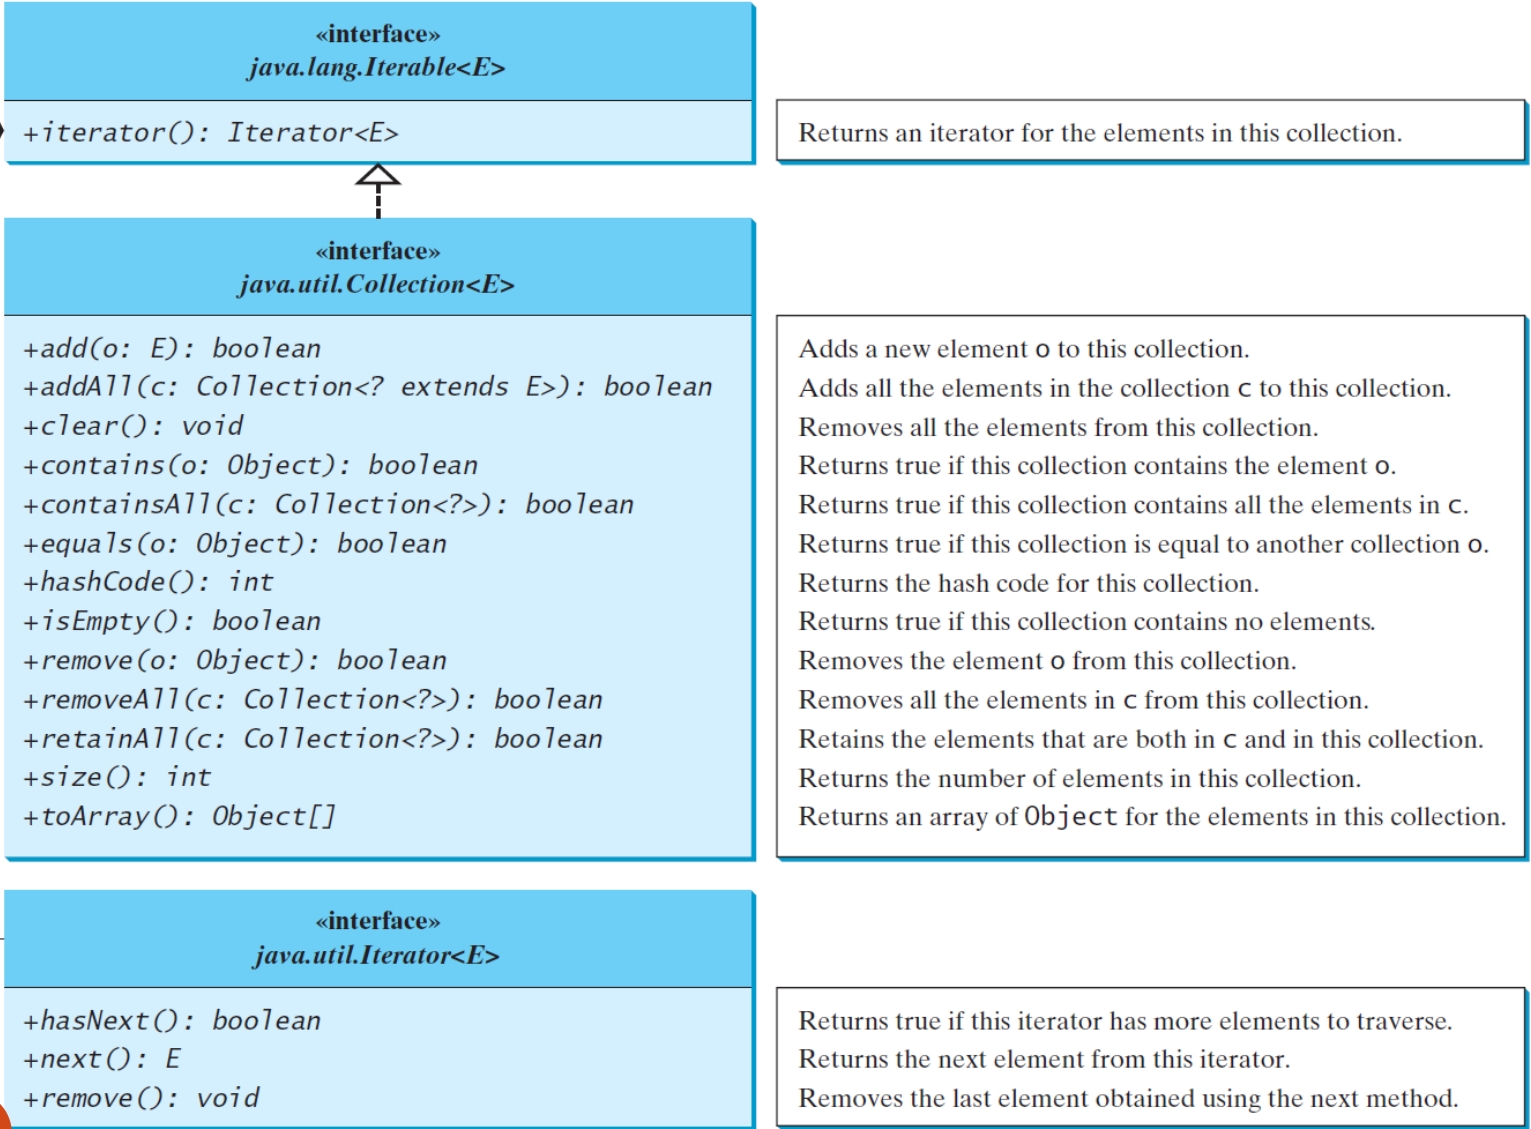 «interface»
java.lang.Iterable<E>
+iterator(): Iterator<E>
Returns an iterator for the elements in this collection.
«interface»
java.util.Collection<E>
+add(o: E): boolean
Adds a new element o to this collection.
+addAll(c: Collection<? extends E>): boolean
Adds all the elements in the collection c to this collection.
+clear(): void
Removes all the elements from this collection.
+contains(o: Object): boolean
Returns true if this collection contains the element o.
+containsAll(c: Collection<?>): boolean
Returns true if this collection contains all the elements in c.
+equals(o: Object): boolean
Returns true if this collection is equal to another collection o.
+hashCode(): int
Returns the hash code for this collection.
+isEmpty(): boolean
Returns true if this collection contains no elements.
+remove(o: Object): boolean
Removes the element o from this collection.
+removeAll(c: Collection<?>): boolean
Removes all the elements in c from this collection.
+retainAll(c: Collection<?>): boolean
Retains the elements that are both in c and in this collection.
+size(): int
Returns the number of elements in this collection.
+toArray(): Object[]
Returns an array of Object for the elements in this collection.
«interface»
java.util.Iterator<E>
+hasNext(): boolean
Returns true if this iterator has more elements to traverse.
+next(): E
Returns the next element from this iterator.
+remove(): void
Removes the last element obtained using the next method.